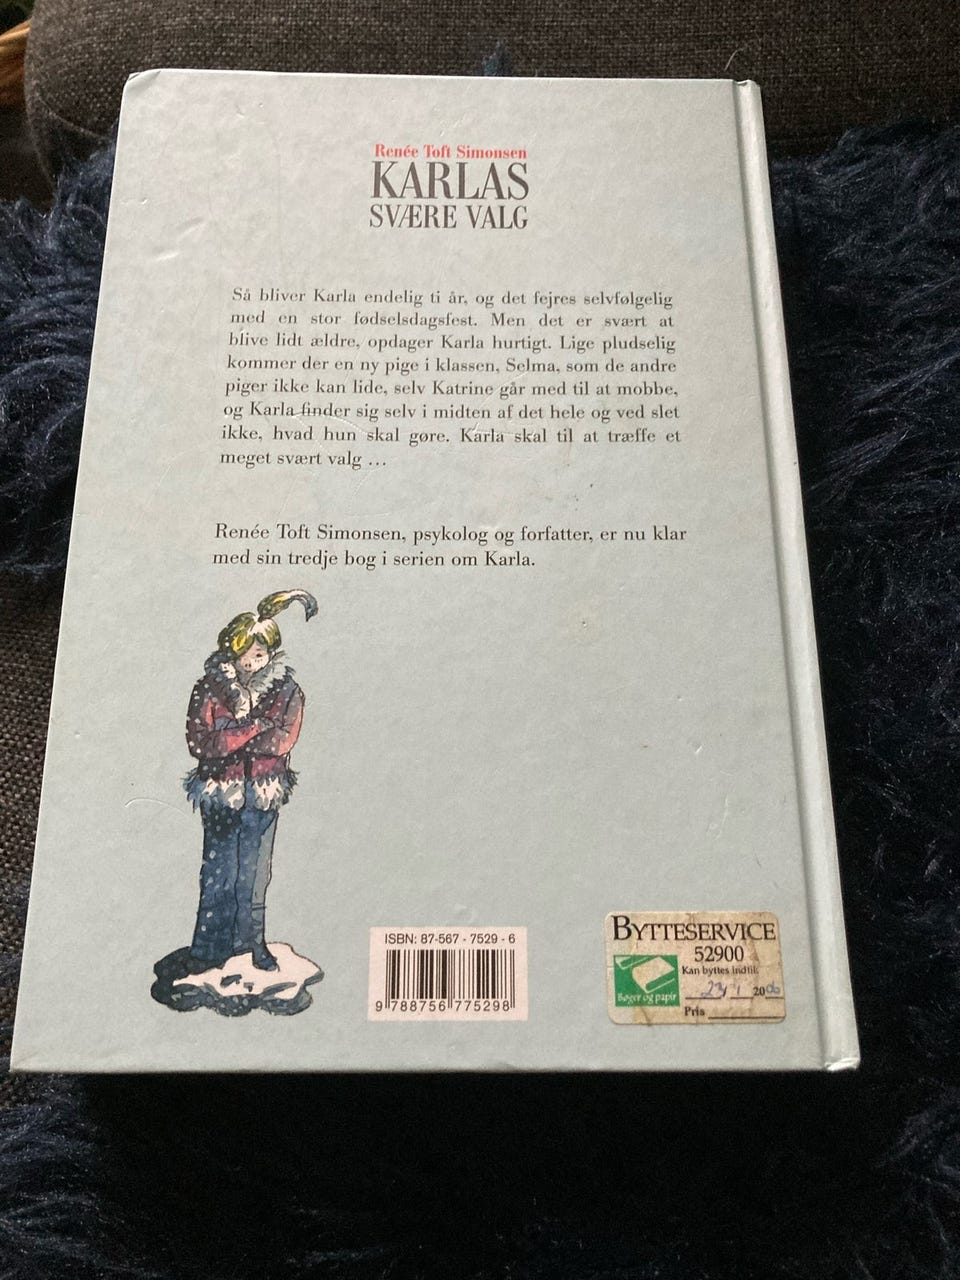 Renée Toft Simonsen
KARLAS
SVÆRE VALG
Så bliver Karla endelig ti år, og det fejres selvfølgelig
med en stor fødselsdagsfest. Men det er svært at
blive lidt ældre, opdager Karla hurtigt. Lige pludselig
kommer der en ny pige i klassen, Selma, som de andre
piger ikke kan lide, selv Katrine går med til at mobbe,
og Karla finder sig selv i midten af det hele og ved slet
ikke, hvad hun skal gøre. Karla skal til at træffe et
meget svært valg ...
Renée Toft Simonsen, psykolog og forfatter, er nu klar
med sin tredje bog i serien om Karla.
ISBN: 87-567 - 7529 - 6
9 788756 775298
BYTTESERVICE
52900
Kan byttes indtil:
2006
Bøger og papir
Pris